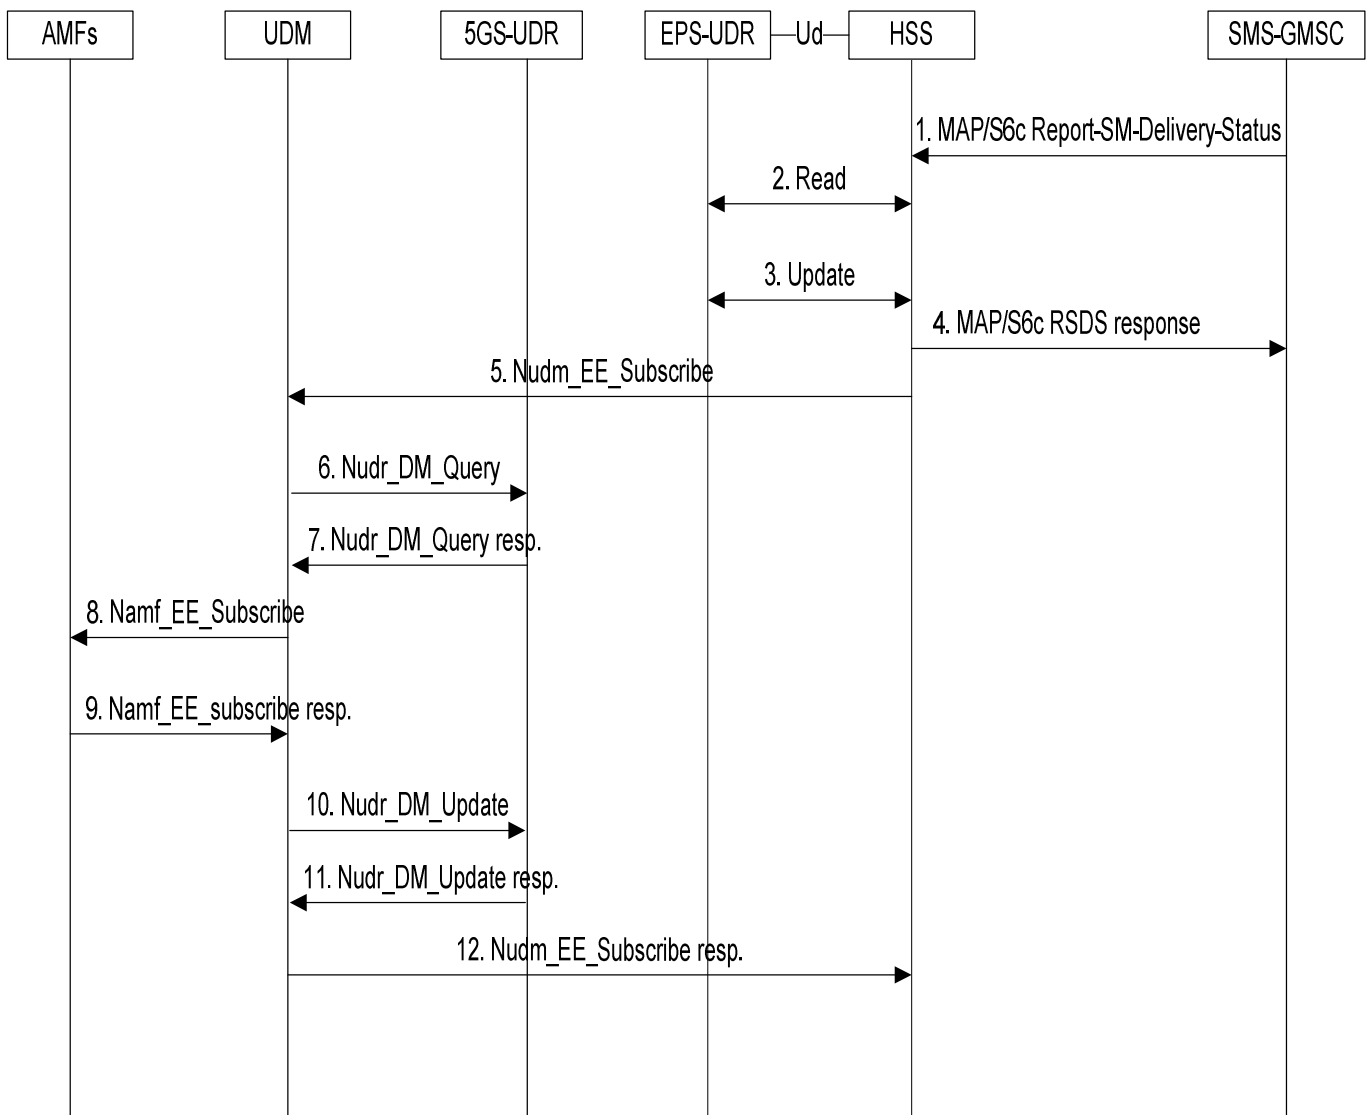 AMFs
UDM
5GS-UDR
EPS-UDR
Ud
HSS
SMS-GMSC
1. MAP/S6c Report-SM-Delivery-Status
2. Read
3. Update
4. MAP/S6c RSDS response
5. Nudm_EE_Subscribe
6. Nudr_DM_Query
7. Nudr_DM_Query resp.
8. Namf_EE_Subscribe
9. Namf_EE_subscribe resp.
10. Nudr_DM_Update
11. Nudr_DM_Update resp.
12. Nudm_EE_Subscribe resp.